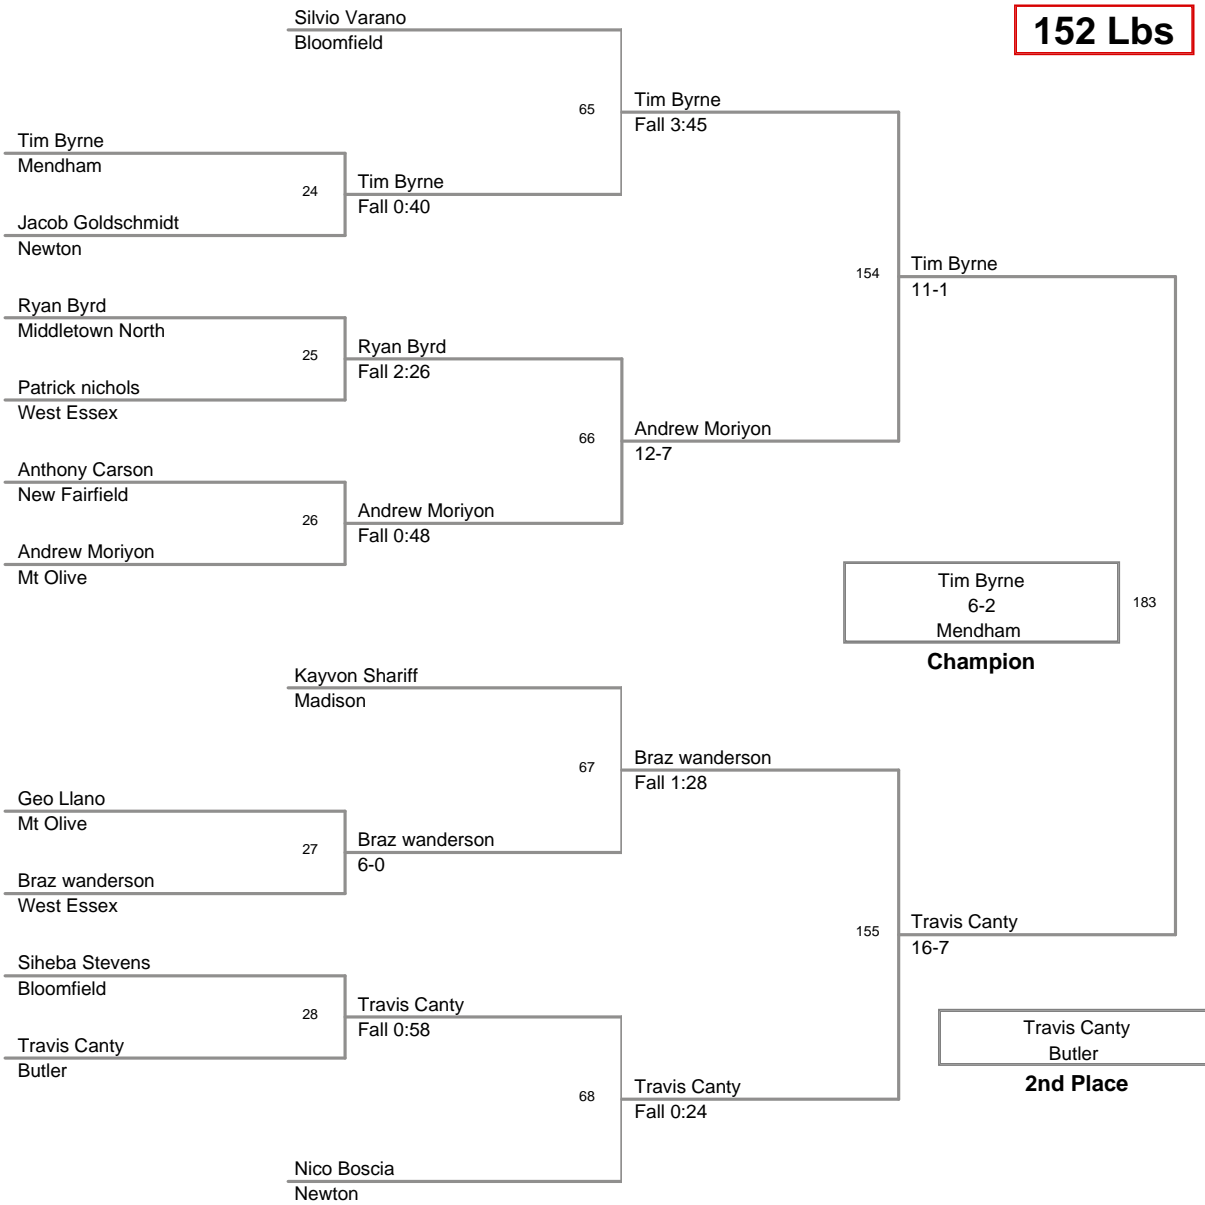 Silvio Varano
Bloomfield
152 Lbs
65
Tim Byrne
Fall 3:45
Tim Byrne
Mendham
24
Tim Byrne
Fall 0:40
Jacob Goldschmidt
Newton
154
Tim Byrne
11-1
Ryan Byrd
Middletown North
25
Ryan Byrd
Fall 2:26
Patrick nichols
West Essex
66
Andrew Moriyon
12-7
Anthony Carson
New Fairfield
26
Andrew Moriyon
Fall 0:48
Andrew Moriyon
Mt Olive
Tim Byrne
6-2
Mendham
183
Champion
Kayvon Shariff
Madison
67
Braz wanderson
Fall 1:28
Geo Llano
Mt Olive
27
Braz wanderson
6-0
Braz wanderson
West Essex
155
Travis Canty
16-7
Siheba Stevens
Bloomfield
28
Travis Canty
Fall 0:58
Travis Canty
Butler
Travis Canty
Butler
2nd Place
68
Travis Canty
Fall 0:24
Nico Boscia
Newton